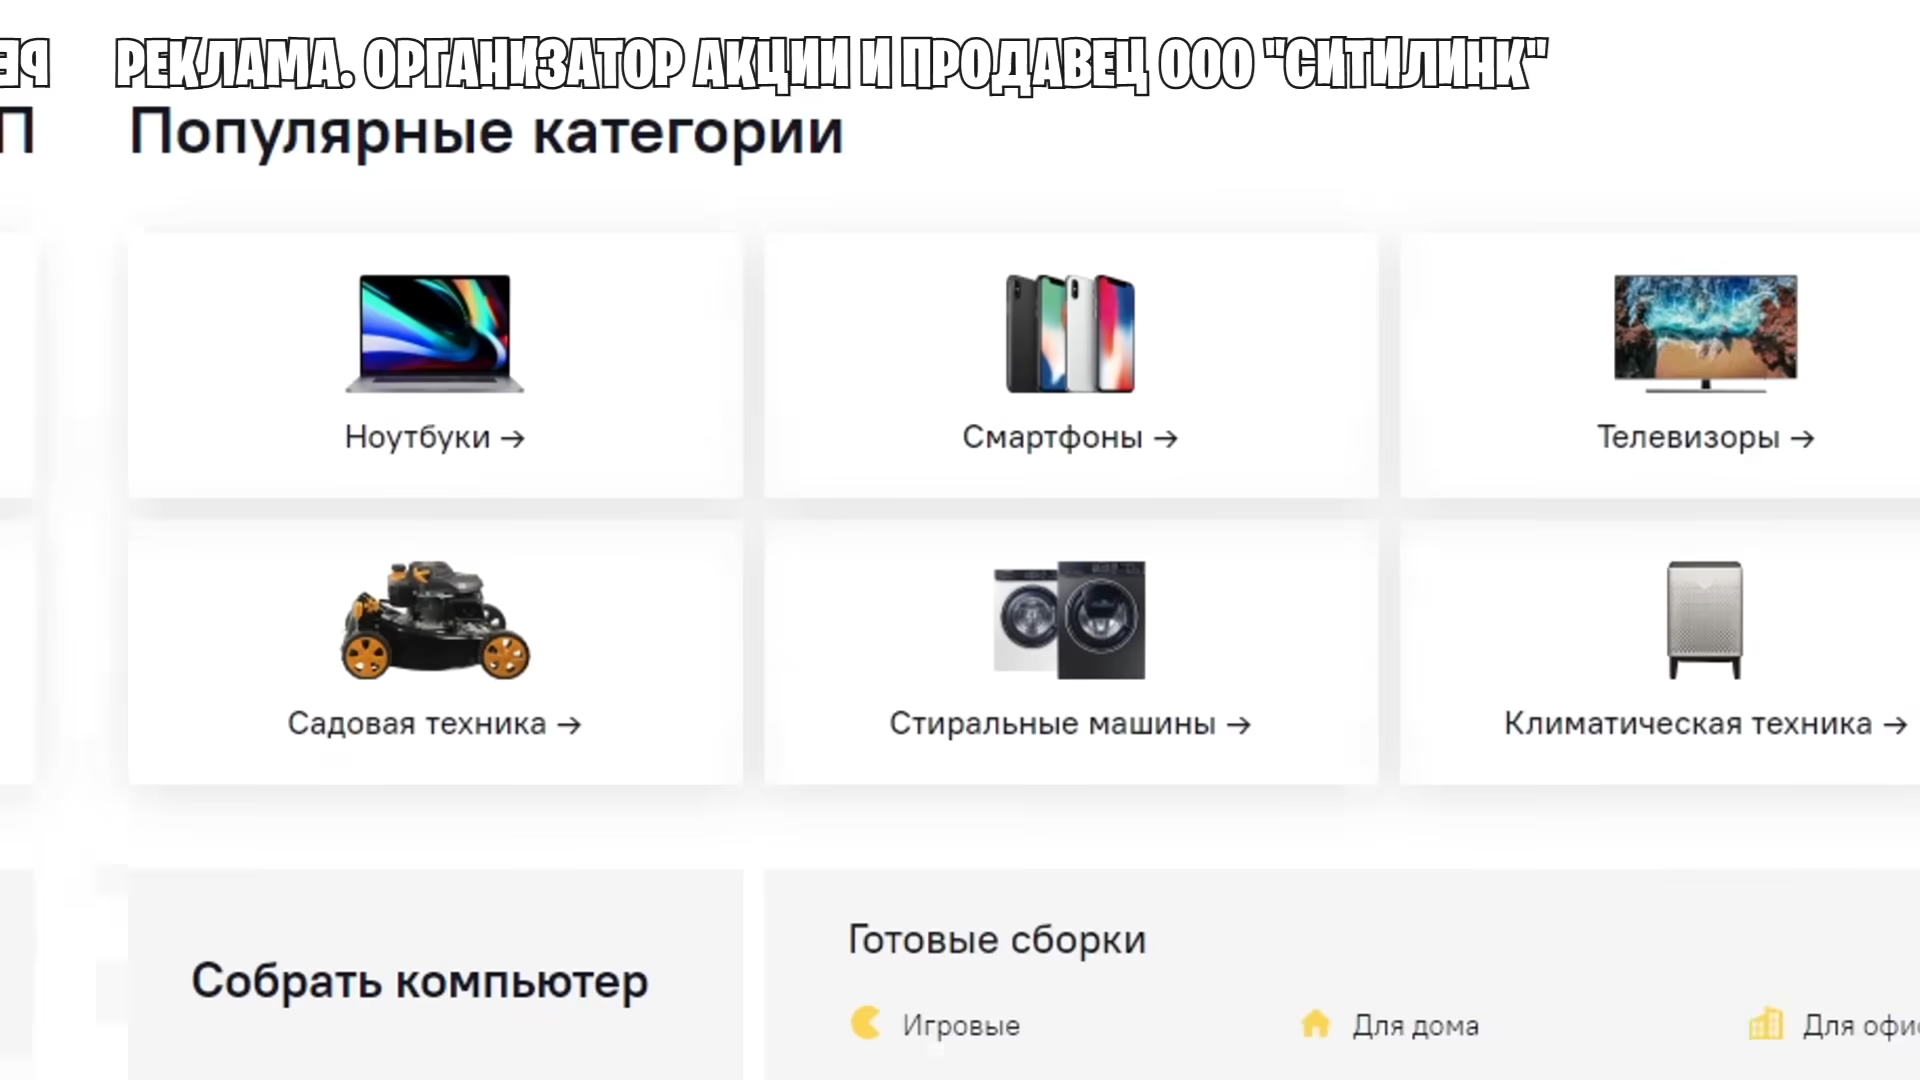 РЕКЛАМА. ОРГАНИЗАТОР АКЦИИ И ПРОДАВЕЦ ООО "СИТИЛИНК"
Популярные категории
Ноутбуки →
Смартфоны →
Телевизоры →
Садовая техника →
Стиральные машины →
Климатическая техника →
Собрать компьютер
Готовые сборки
Игровые
Для дома
Для